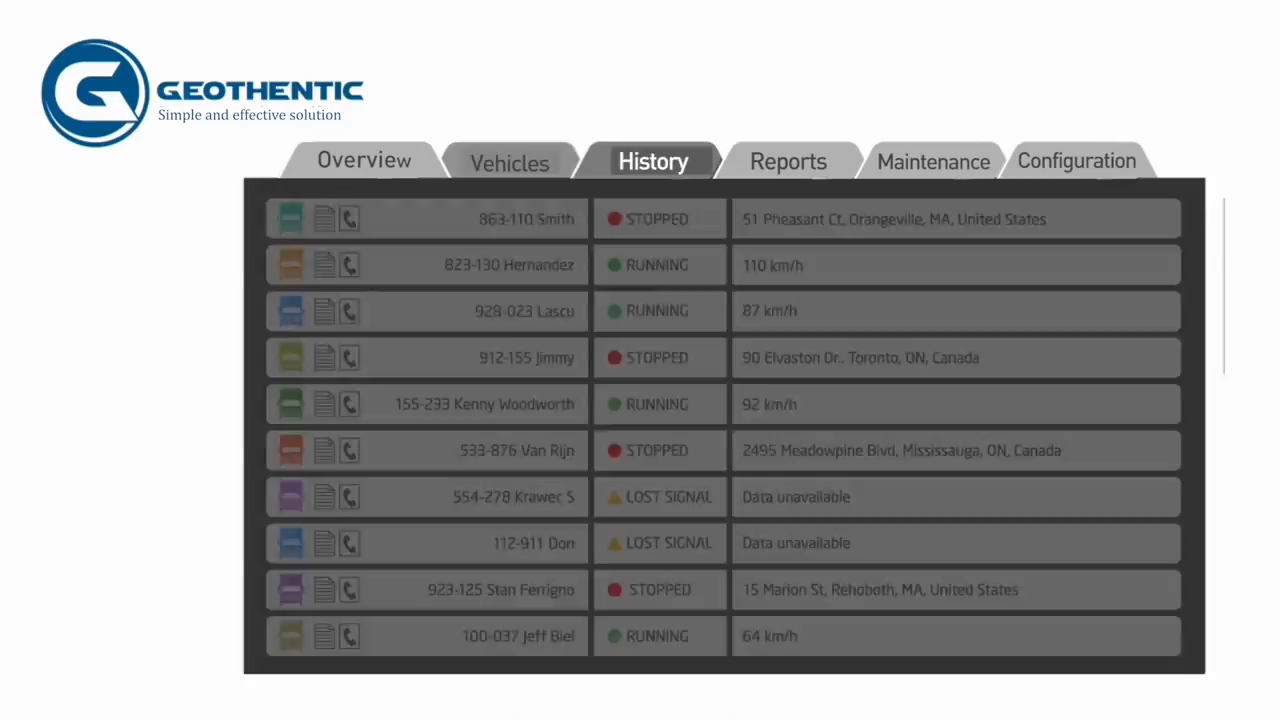 GEOTHENTIC
Simple and effective solution
Overview Vehicles History Reports Maintenance Configuration
863-110 Smith STOPPED 51 Pheasant Ct, Orangeville, MA, United States
823-130 Hernandez RUNNING 110 km/h
928-023 Lascu RUNNING 87 km/h
912-155 Jimmy STOPPED 90 Elvaston Dr.. Toronto, ON, Canada
155-233 Kenny Woodworth RUNNING 92 km/h
533-876 Van Rijn STOPPED 2495 Meadowpine Blvd, Mississauga, ON, Canada
554-278 Krawec S LOST SIGNAL Data unavailable
112-911 Don LOST SIGNAL Data unavailable
923-125 Stan Ferrigno STOPPED 15 Marion St, Rehoboth, MA, United States
100-037 Jeff Biel RUNNING 64 km/h